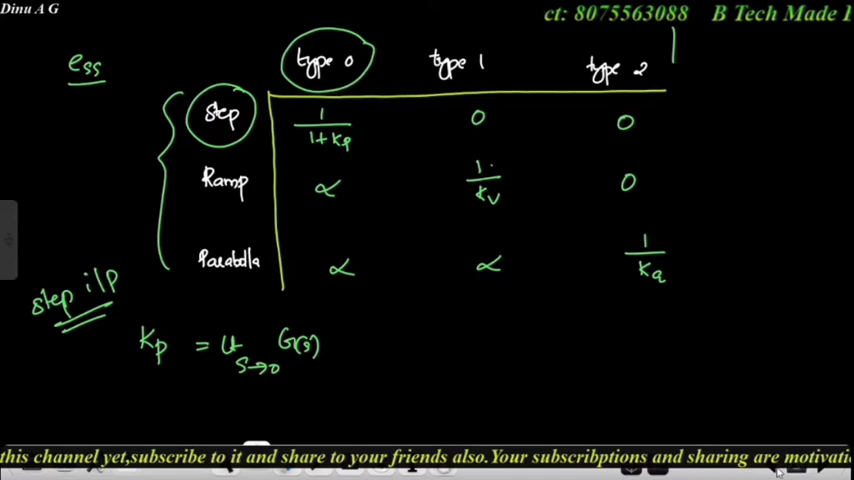 Dinu A G
ct: 8075563088 B Tech Made
ess type 0 type 1 type 2
step 1/1+Kp 0 0
Ramp α 1/Kv 0
Parabola α α 1/Ka
step i/p
Kp = Lt s→0 G(s)
this channel yet,subscribe to it and share to your friends also.Your subscribptions and sharing are motivati